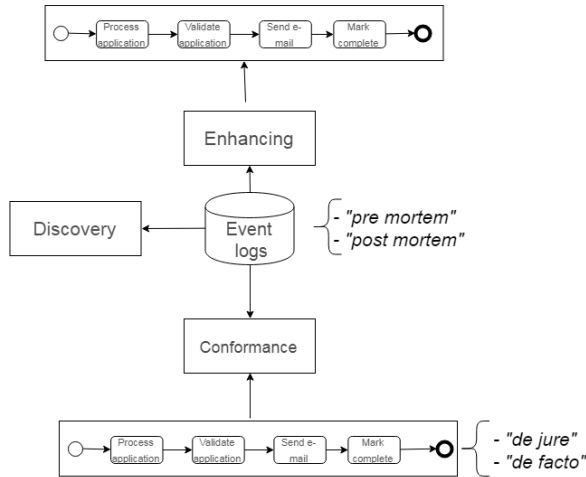 Process
application
Validate
application
Send e-
mail
Mark
complete
Enhancing
Discovery
Event
logs
- "pre mortem"
- "post mortem"
Conformance
Process
application
Validate
application
Send e-
mail
Mark
complete
- "de jure"
- "de facto"